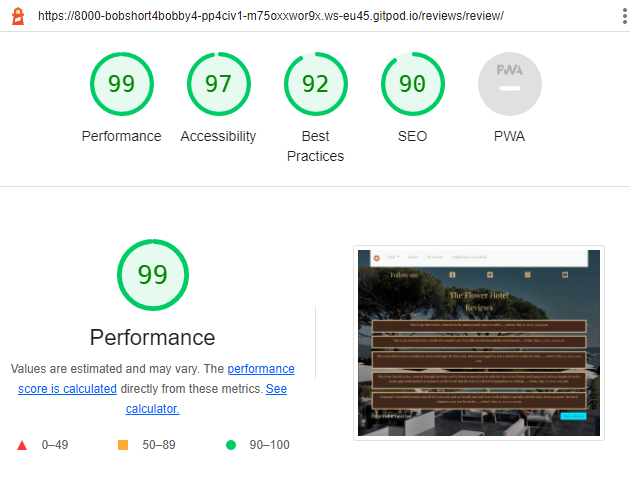 https://8000-bobshort4bobby4-pp4civ1-m75oxxwor9x.ws-eu45.gitpod.io/reviews/review/
99
97
92
90
PWA
Performance
Accessibility
Best
Practices
SEO
PWA
99
Performance
Values are estimated and may vary. The performance
score is calculated directly from these metrics. See
calculator.
0–49
50–89
90–100
Follow us:
The Flower Hotel
Reviews